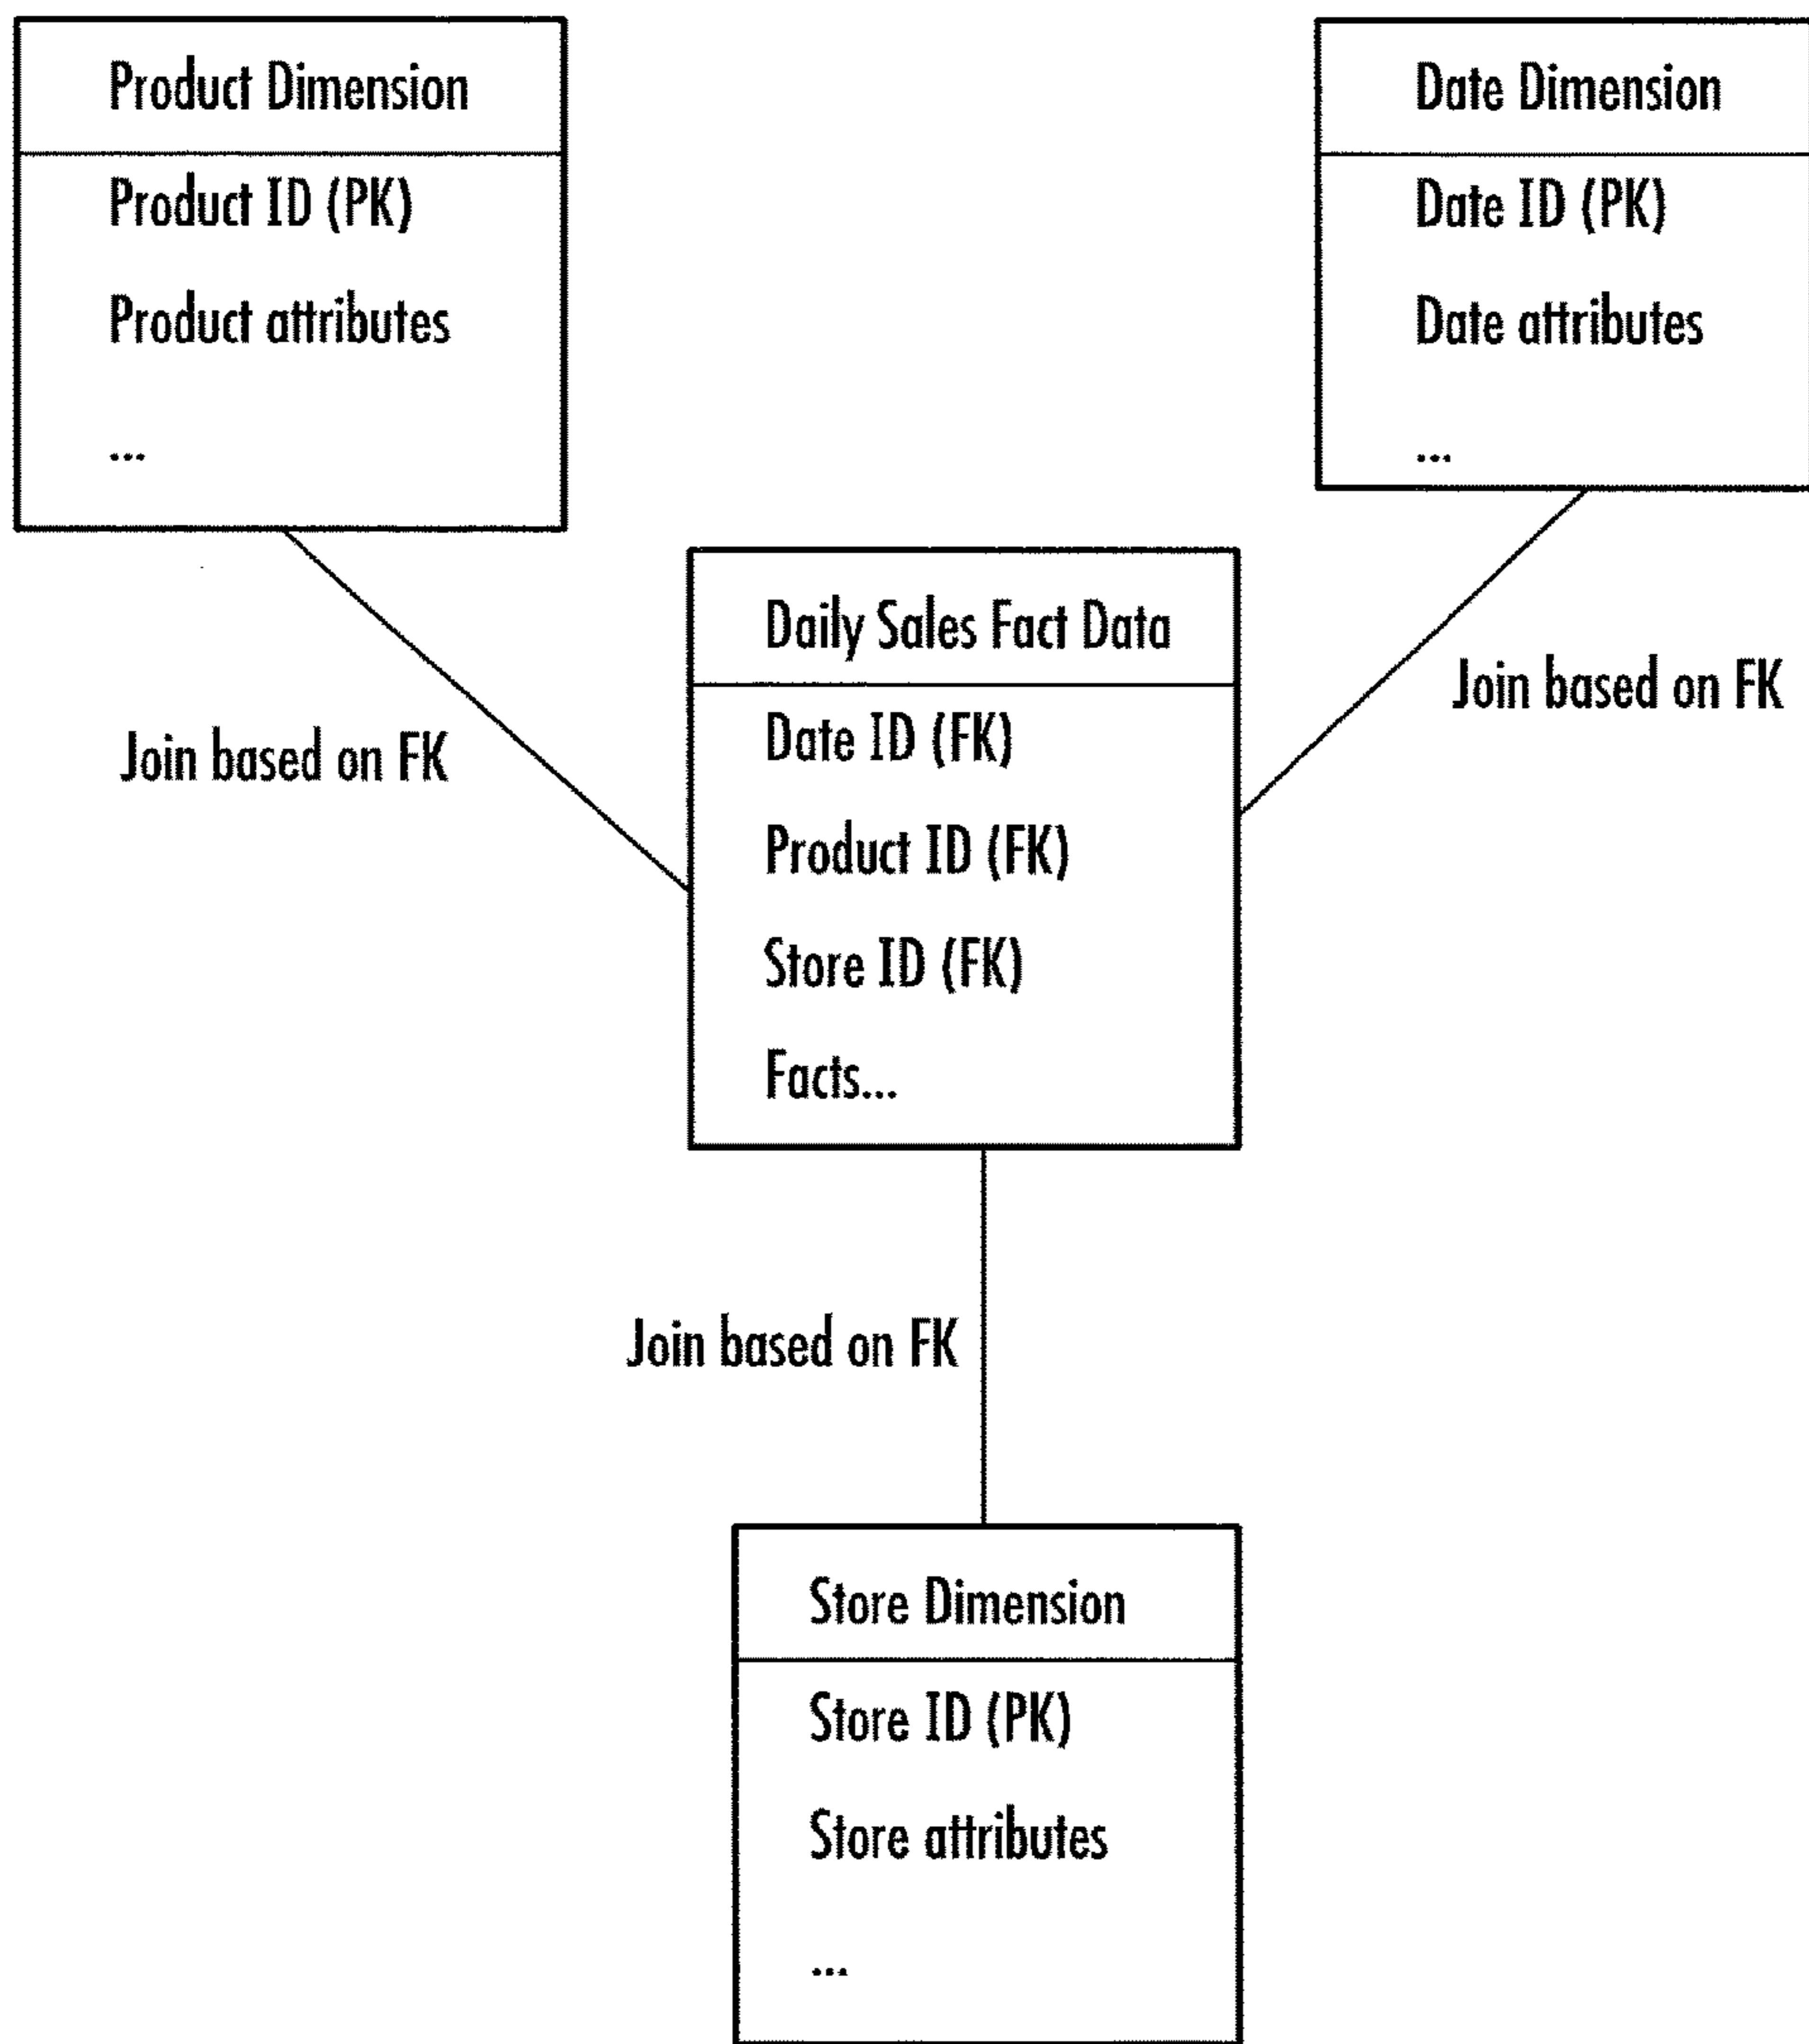 Product Dimension
Product ID (PK)
Product attributes
...
Date Dimension
Date ID (PK)
Date attributes
...
Daily Sales Fact Data
Date ID (FK)
Product ID (FK)
Store ID (FK)
Facts...
Join based on FK
Join based on FK
Join based on FK
Store Dimension
Store ID (PK)
Store attributes
...